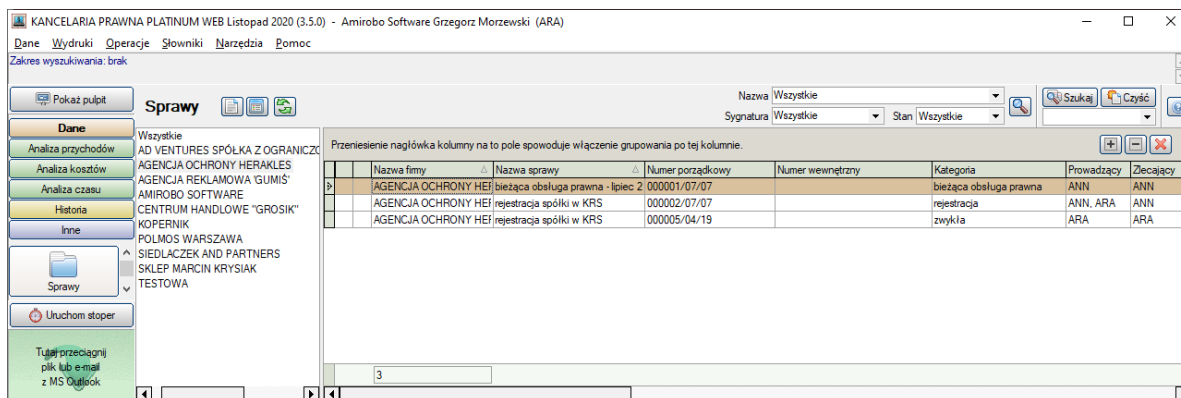 KANCELARIA PRAWNA PLATINUM WEB Listopad 2020 (3.5.0) - Amirobo Software Grzegorz Morzewski (ARA)
Dane Wydruki Operacje Słowniki Narzędzia Pomoc
Zakres wyszukiwania: brak
Pokaż pulpit
Sprawy
Nazwa Wszystkie
Sygnatura Wszystkie Stan Wszystkie
Szukaj Czyść
Dane
Analiza przychodów
Analiza kosztów
Analiza czasu
Historia
Inne
Sprawy
Uruchom stoper
Tutaj przeciągnij
plik lub e-mail
z MS Outlook
Wszystkie
AD VENTURES SPÓŁKA Z OGRANICZO
AGENCJA OCHRONY HERAKLES
AGENCJA REKLAMOWA 'GUMIŚ'
AMIROBO SOFTWARE
CENTRUM HANDLOWE "GROSIK"
KOPERNIK
POLMOS WARSZAWA
SIEDLACZEK AND PARTNERS
SKLEP MARCIN KRYSIAK
TESTOWA
Przeniesienie nagłówka kolumny na to pole spowoduje włączenie grupowania po tej kolumnie.
Nazwa firmy Nazwa sprawy Numer porządkowy Numer wewnętrzny Kategoria Prowadzący Zlecający
AGENCJA OCHRONY HEF bieżąca obsługa prawna - lipiec 2 000001/07/07 bieżąca obsługa prawna ANN ANN
AGENCJA OCHRONY HEF rejestracja spółki w KRS 000002/07/07 rejestracja ANN, ARA ANN
AGENCJA OCHRONY HEF rejestracja spółki w KRS 000005/04/19 zwykła ARA ARA
3